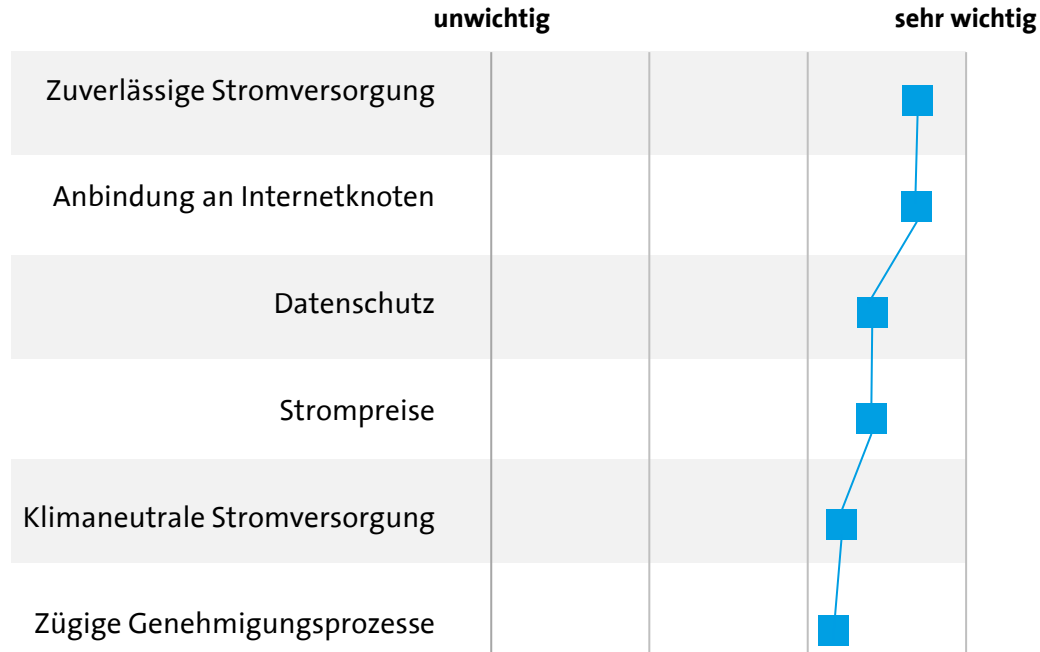 unwichtig sehr wichtig
Zuverlässige Stromversorgung
Anbindung an Internetknoten
Datenschutz
Strompreise
Klimaneutrale Stromversorgung
Zügige Genehmigungsprozesse